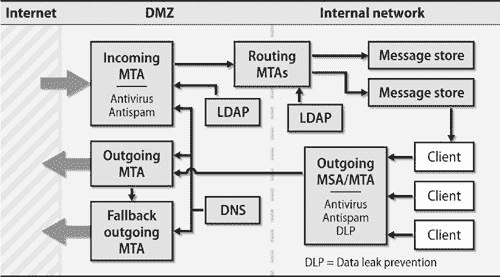 Internet
DMZ
Internal network
Incoming
MTA
Antivirus
Antispam
Routing
MTAs
Message store
Message store
LDAP
LDAP
Outgoing
MTA
Outgoing
MSA/MTA
Antivirus
Antispam
DLP
Client
Client
Client
Fallback
outgoing
MTA
DNS
DLP = Data leak prevention